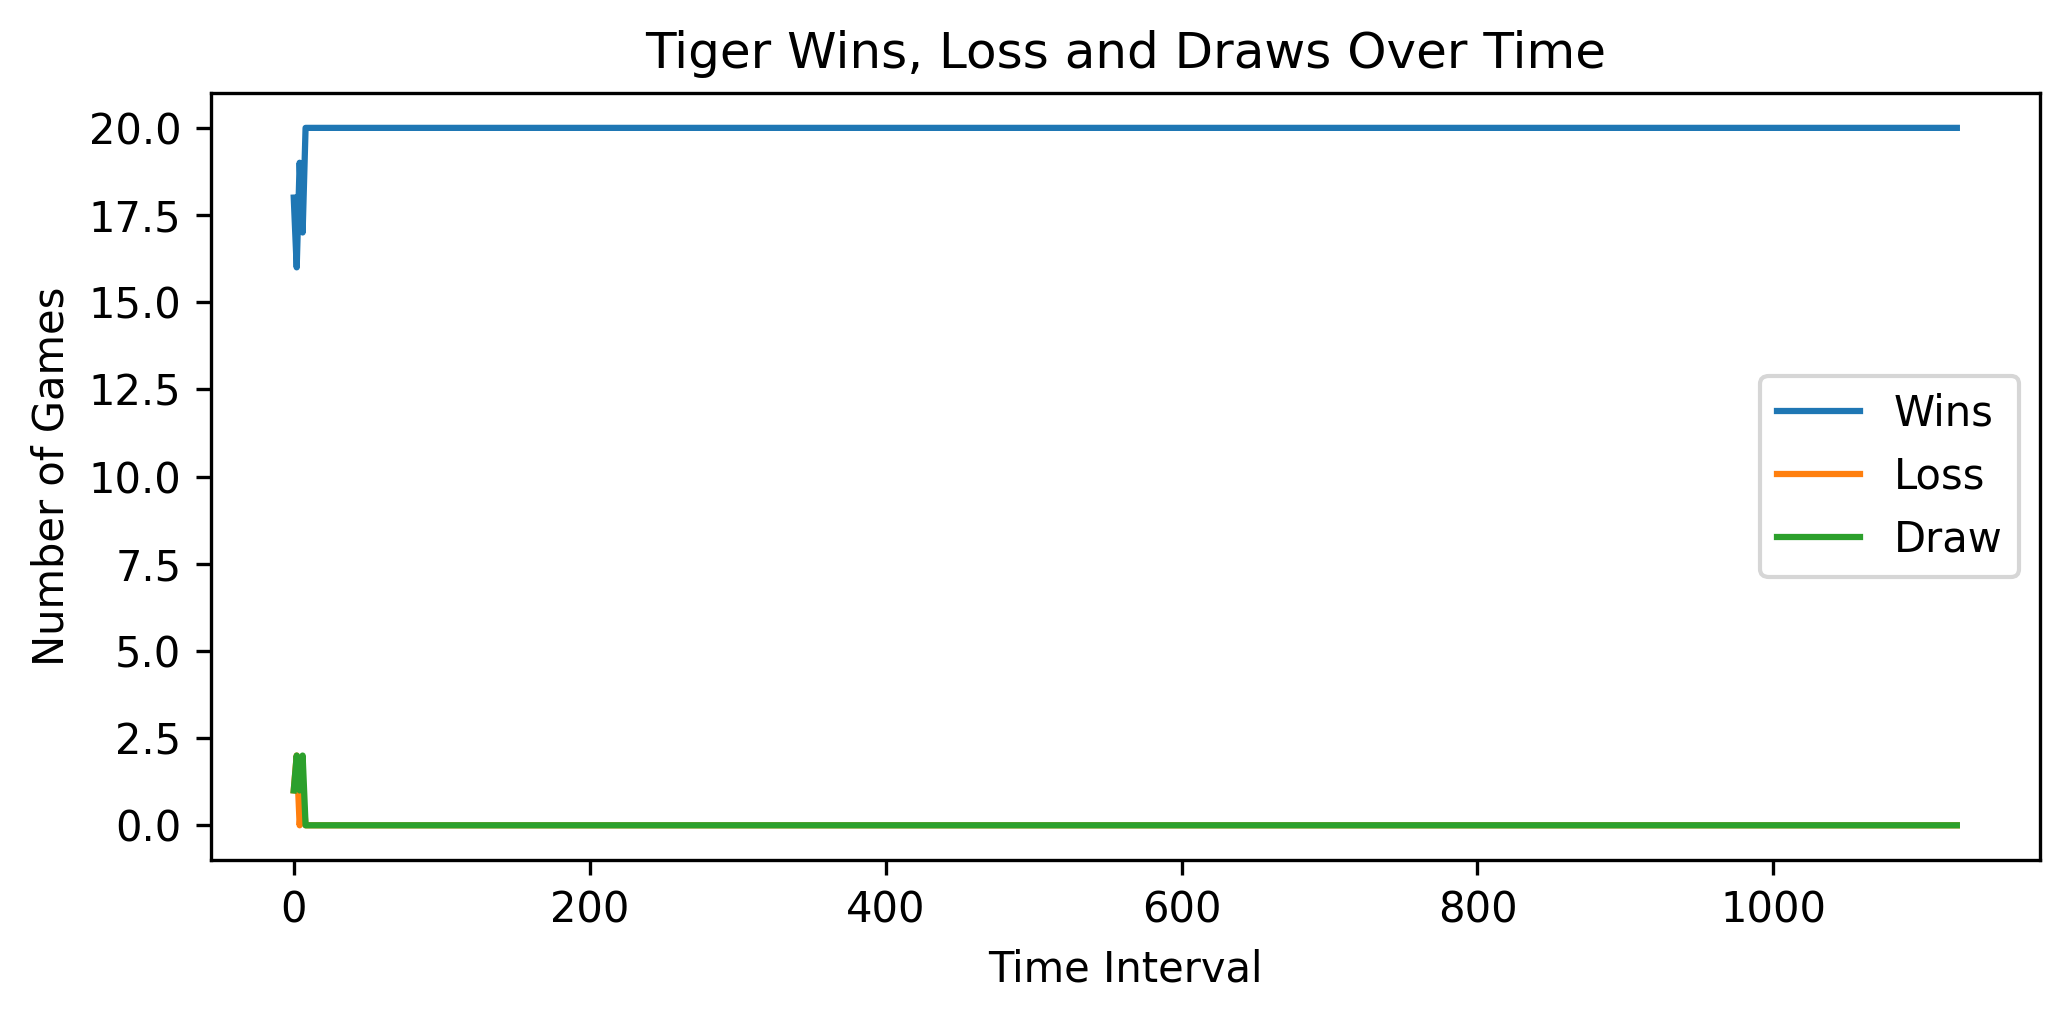 Tiger Wins, Loss and Draws Over Time
Number of Games
20.0
17.5
15.0
12.5
10.0
7.5
5.0
2.5
0.0
Wins
Loss
Draw
0 200 400 600 800 1000
Time Interval